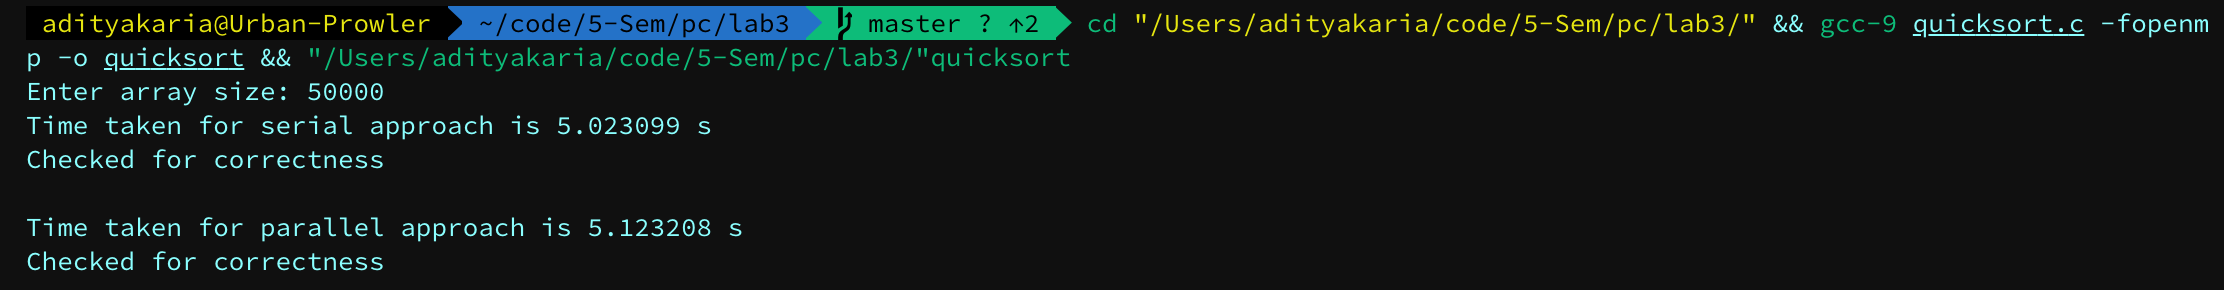 adityakaria@Urban-Prowler ~/code/5-Sem/pc/lab3 master ? ↑2 cd "/Users/adityakaria/code/5-Sem/pc/lab3/" && gcc-9 quicksort.c -fopenm
p -o quicksort && "/Users/adityakaria/code/5-Sem/pc/lab3/"quicksort
Enter array size: 50000
Time taken for serial approach is 5.023099 s
Checked for correctness
Time taken for parallel approach is 5.123208 s
Checked for correctness